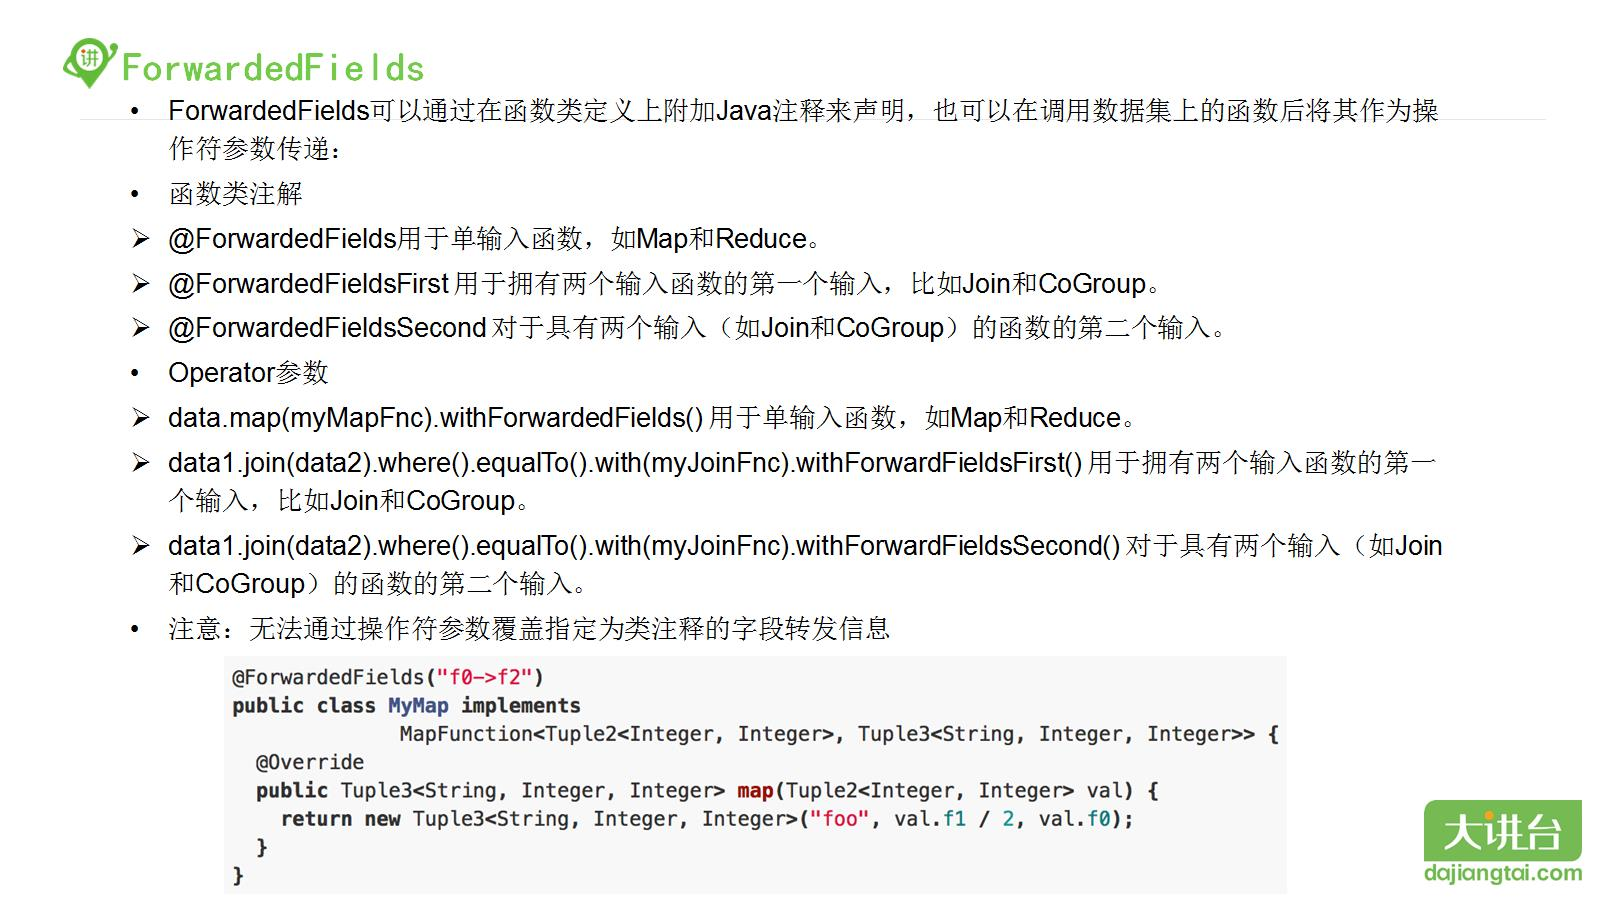 讲
ForwardedFields
• ForwardedFields可以通过在函数类定义上附加Java注释来声明，也可以在调用数据集上的函数后将其作为操
作符参数传递：
• 函数类注解
➢ @ForwardedFields用于单输入函数，如Map和Reduce。
➢ @ForwardedFieldsFirst 用于拥有两个输入函数的第一个输入，比如Join和CoGroup。
➢ @ForwardedFieldsSecond 对于具有两个输入（如Join和CoGroup）的函数的第二个输入。
• Operator参数
➢ data.map(myMapFnc).withForwardedFields() 用于单输入函数，如Map和Reduce。
➢ data1.join(data2).where().equalTo().with(myJoinFnc).withForwardFieldsFirst() 用于拥有两个输入函数的第一
个输入，比如Join和CoGroup。
➢ data1.join(data2).where().equalTo().with(myJoinFnc).withForwardFieldsSecond() 对于具有两个输入（如Join
和CoGroup）的函数的第二个输入。
• 注意：无法通过操作符参数覆盖指定为类注释的字段转发信息
@ForwardedFields("f0->f2")
public class MyMap implements
MapFunction<Tuple2<Integer, Integer>, Tuple3<String, Integer, Integer>> {
@Override
public Tuple3<String, Integer, Integer> map(Tuple2<Integer, Integer> val) {
return new Tuple3<String, Integer, Integer>("foo", val.f1 / 2, val.f0);
}
}
大讲台
dajiangtai.com